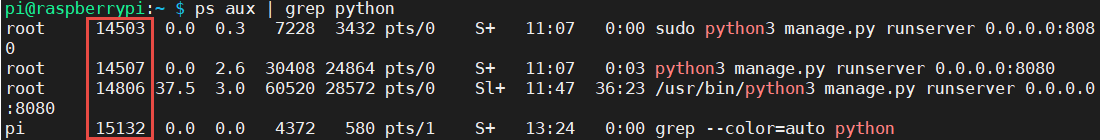 pi@raspberrypi:~ $ ps aux | grep python
root     14503  0.0  0.3   7228  3432 pts/0    S+   11:07   0:00 sudo python3 manage.py runserver 0.0.0.0:808
0
root     14507  0.0  2.6  30408 24864 pts/0    S+   11:07   0:03 python3 manage.py runserver 0.0.0.0:8080
root     14806 37.5  3.0  60520 28572 pts/0    Sl+  11:47  36:23 /usr/bin/python3 manage.py runserver 0.0.0.0
:8080
pi       15132  0.0  0.0   4372   580 pts/1    S+   13:24   0:00 grep --color=auto python